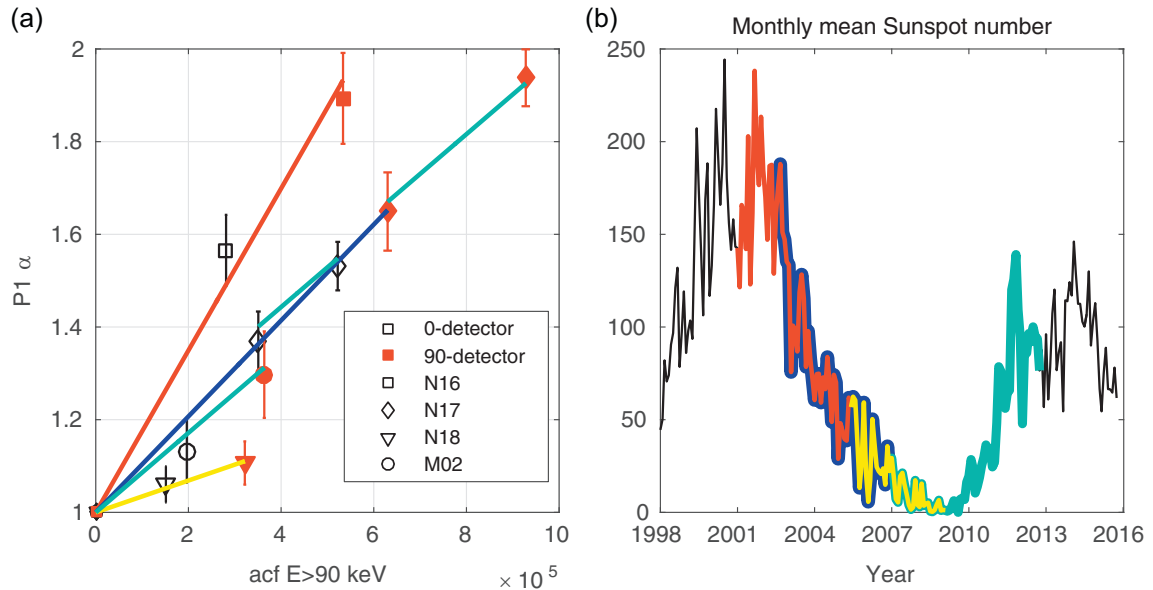 (a)
2
1.8
1.6
1.4
1.2
1
P1 α
0 2 4 6 8 10
acf E>90 keV × 10^5
0-detector
90-detector
N16
N17
N18
M02
(b)
Monthly mean Sunspot number
250
200
150
100
50
0
1998 2001 2004 2007 2010 2013 2016
Year